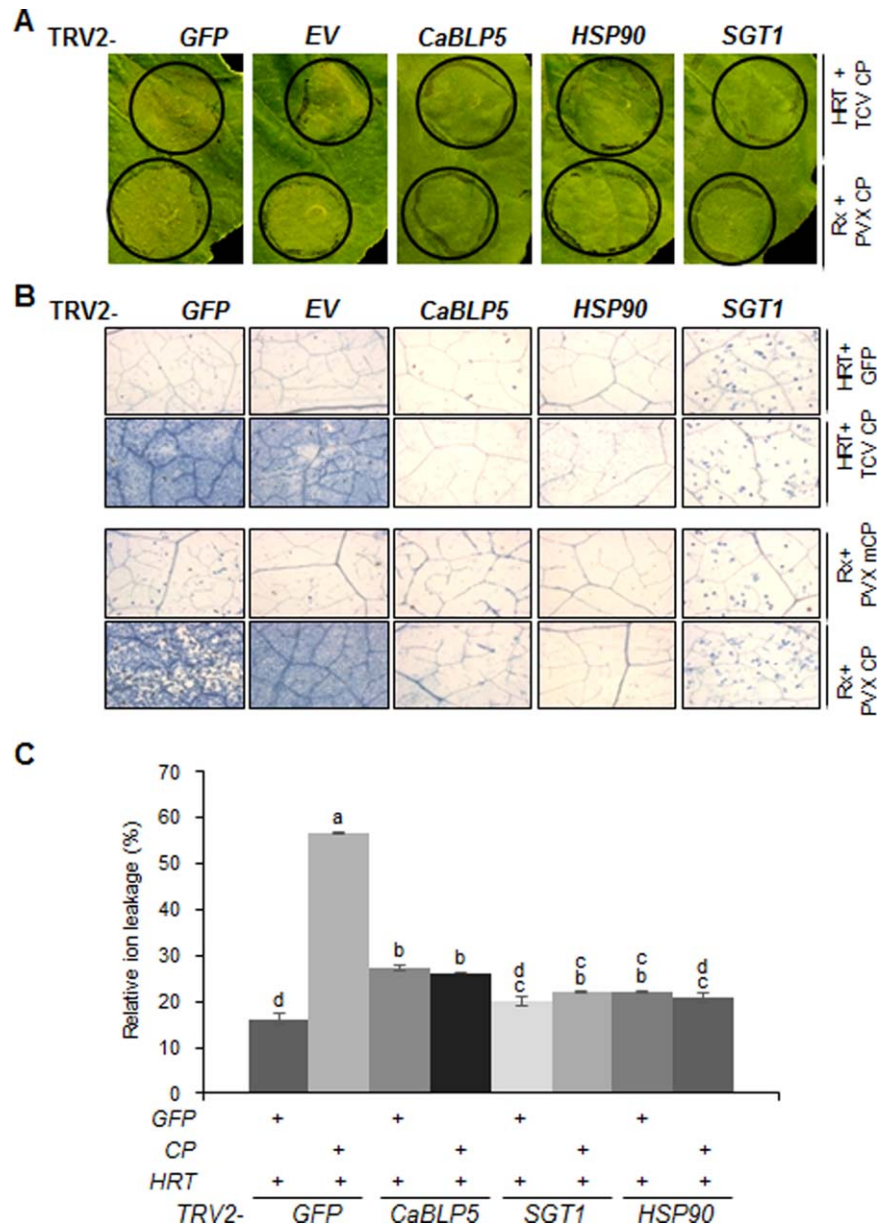 A
TRV2- GFP EV CaBLP5 HSP90 SGT1
HRT +
TCV CP
Rx +
PVX CP
B
TRV2- GFP EV CaBLP5 HSP90 SGT1
HRT+
GFP
HRT+
TCV CP
Rx+
PVX mCP
Rx+
PVX CP
C
Relative ion leakage (%)
70
60
50
40
30
20
10
0
d
a
b
b
d
c
c
b
c
b
d
c
GFP + + + +
CP + + + +
HRT + + + + + + + +
TRV2- GFP CaBLP5 SGT1 HSP90